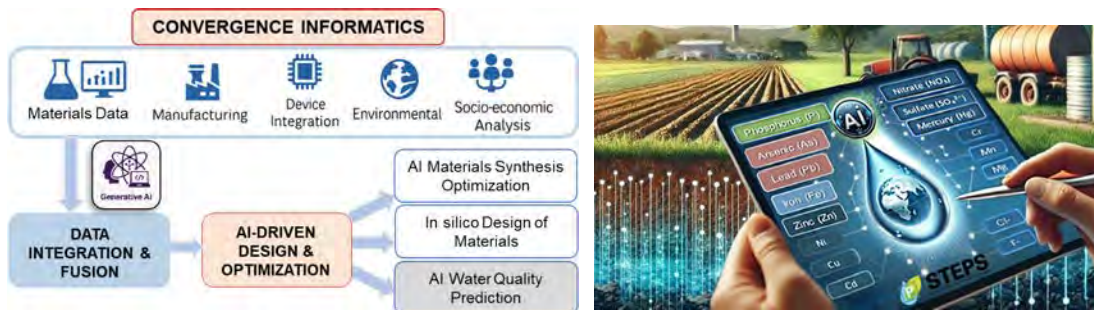 CONVERGENCE INFORMATICS
Materials Data
Manufacturing
Device
Integration
Environmental
Socio-economic
Analysis
Generative AI
DATA
INTEGRATION &
FUSION
AI-DRIVEN
DESIGN &
OPTIMIZATION
AI Materials Synthesis
Optimization
In silico Design of
Materials
AI Water Quality
Prediction
Phosphorus (P)
Arsenic (As)
Lead (Pb)
Iron (Fe)
Zinc (Zn)
Ni
Cu
Cd
AI
Nitrate (NO₃)
Sulfate (SO₄²⁻)
Mercury (Hg)
Cr
Mn
Mg
Cl-
F-
P
STEPS